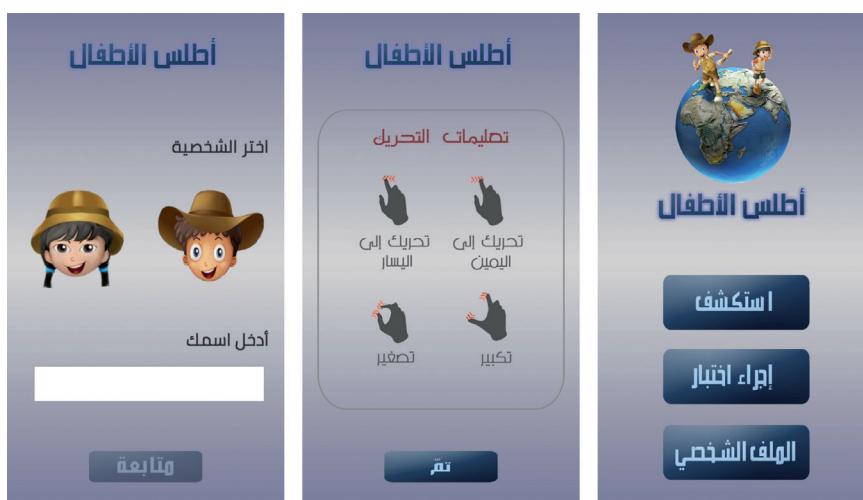 أطلس الأطفال
اختر الشخصية
أدخل اسمك
متابعة
أطلس الأطفال
تعليمات التحريك
تحريك إلى
اليمين
تحريك إلى
اليسار
تكبير
تصغير
تمّ
أطلس الأطفال
استكشف
إجراء اختبار
الملف الشخصي